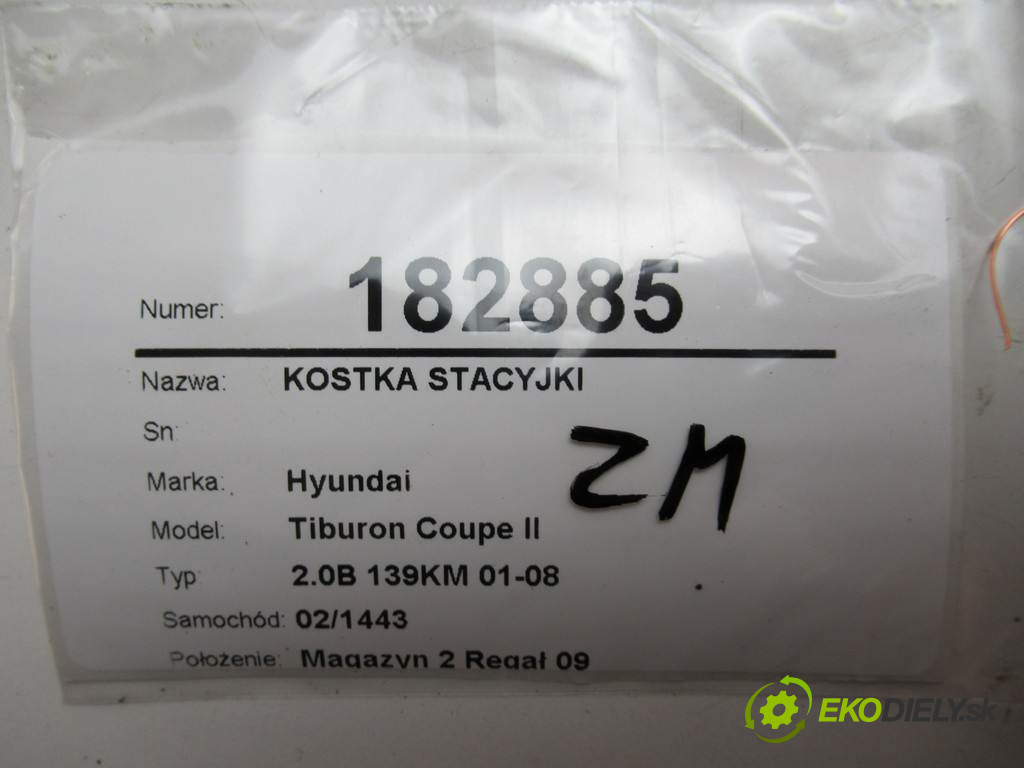 Numer: 182885
Nazwa: KOSTKA STACYJKI
Sn:
ZM
Marka: Hyundai
Model: Tiburon Coupe II
Typ: 2.0B 139KM 01-08
Samochód: 02/1443
Położenie: Magazyn 2 Regał 09
EKODIELY.sk